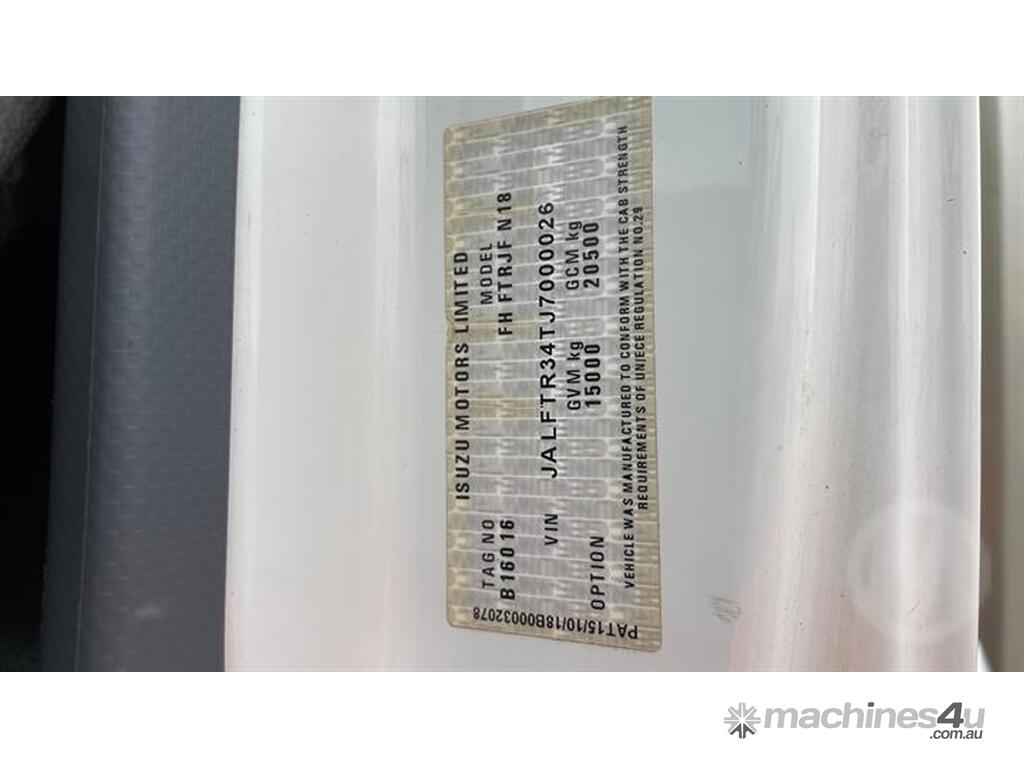 ISUZU MOTORS LIMITED
TAG NO MODEL
B16016 FH FTRJF N18
VIN JALFTR34TJ7000026
GVM kg GCM kg
OPTION 15000 20500
VEHICLE WAS MANUFACTURED TO CONFORM WITH THE CAB STRENGTH
REQUIREMENTS OF UN/ECE REGULATION NO.29
PAT15/10/18B00032078
machines4u
.com.au